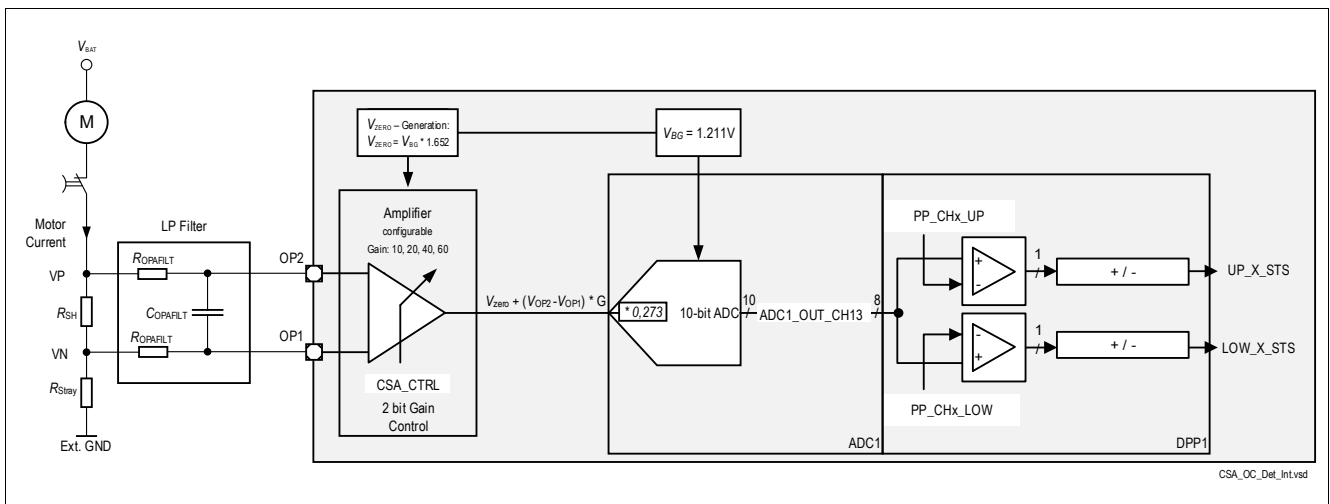 VBAT
M
Motor
Current
VP
RSH
VN
RStray
Ext. GND
LP Filter
ROPAFILT
COPAFILT
ROPAFILT
OP2
OP1
VZERO – Generation:
VZERO = VBG * 1.652
VBG = 1.211V
Amplifier
configurable
Gain: 10, 20, 40, 60
CSA_CTRL
2 bit Gain
Control
Vzero + (VOP2 -VOP1) * G
* 0,273
10-bit ADC
10
ADC1_OUT_CH13
8
ADC1
PP_CHx_UP
+
-
1
+ / -
UP_X_STS
-
+
1
+ / -
LOW_X_STS
PP_CHx_LOW
DPP1
CSA_OC_Det_Int.vsd